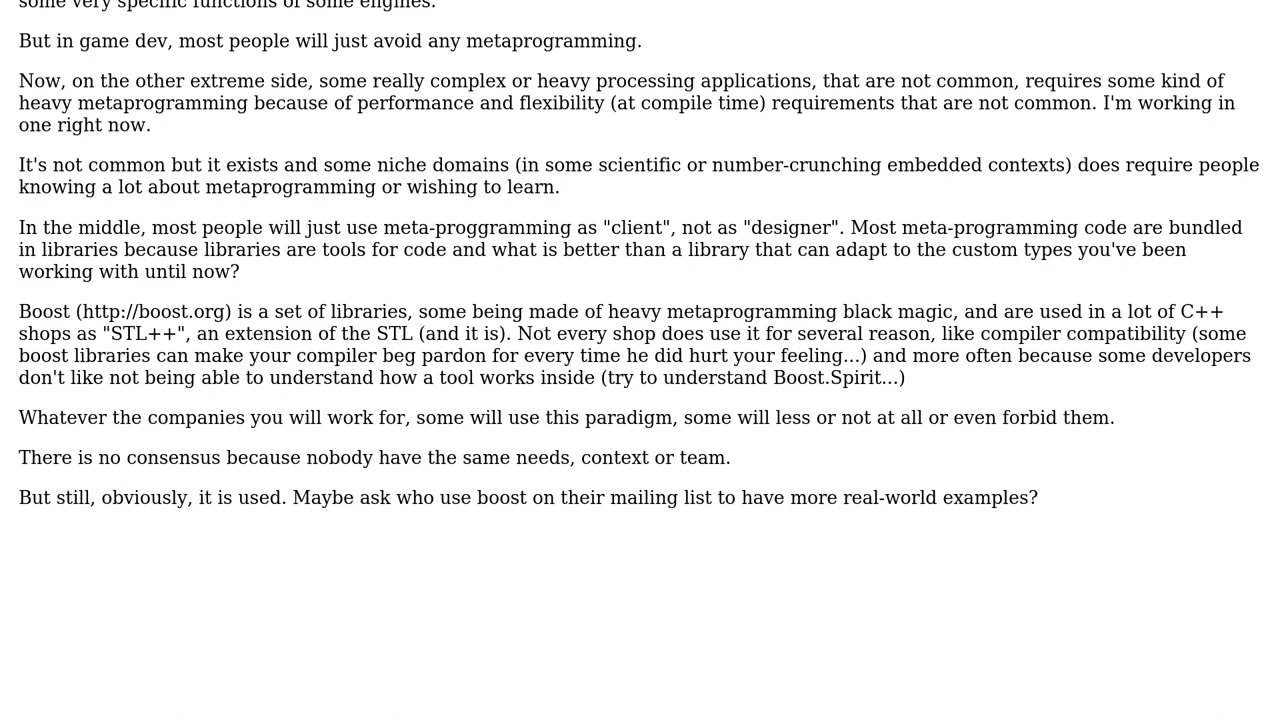 some very specific functions of some engines.
But in game dev, most people will just avoid any metaprogramming.
Now, on the other extreme side, some really complex or heavy processing applications, that are not common, requires some kind of
heavy metaprogramming because of performance and flexibility (at compile time) requirements that are not common. I'm working in
one right now.
It's not common but it exists and some niche domains (in some scientific or number-crunching embedded contexts) does require people
knowing a lot about metaprogramming or wishing to learn.
In the middle, most people will just use meta-proggramming as "client", not as "designer". Most meta-programming code are bundled
in libraries because libraries are tools for code and what is better than a library that can adapt to the custom types you've been
working with until now?
Boost (http://boost.org) is a set of libraries, some being made of heavy metaprogramming black magic, and are used in a lot of C++
shops as "STL++", an extension of the STL (and it is). Not every shop does use it for several reason, like compiler compatibility (some
boost libraries can make your compiler beg pardon for every time he did hurt your feeling...) and more often because some developers
don't like not being able to understand how a tool works inside (try to understand Boost.Spirit...)
Whatever the companies you will work for, some will use this paradigm, some will less or not at all or even forbid them.
There is no consensus because nobody have the same needs, context or team.
But still, obviously, it is used. Maybe ask who use boost on their mailing list to have more real-world examples?